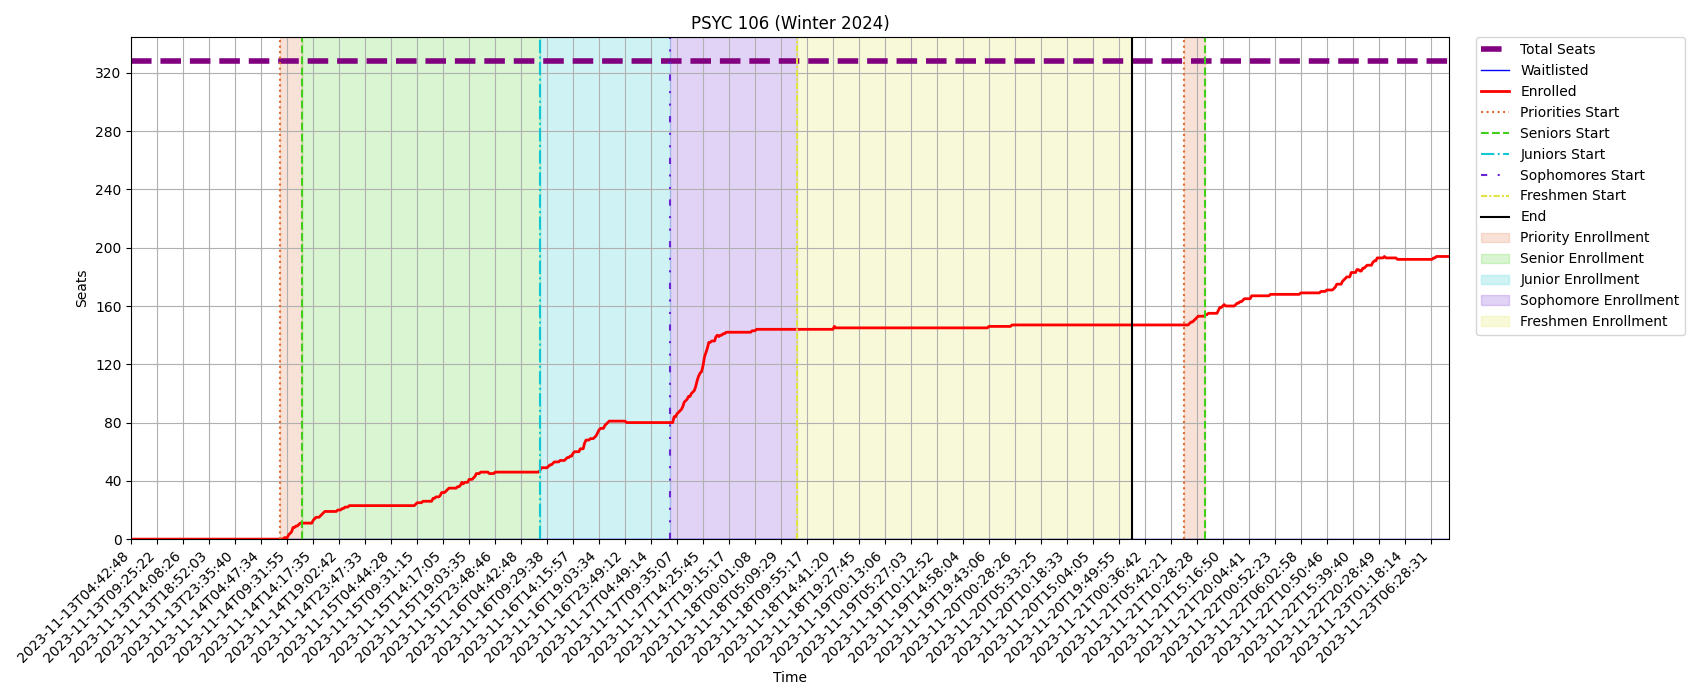 PSYC 106 (Winter 2024)
Seats
320
280
240
200
160
120
80
40
0
2023-11-13T04:42:48
2023-11-13T09:25:22
2023-11-13T14:08:26
2023-11-13T18:52:03
2023-11-13T23:35:40
2023-11-14T04:47:34
2023-11-14T09:31:55
2023-11-14T14:17:35
2023-11-14T19:02:42
2023-11-14T23:47:33
2023-11-15T04:44:28
2023-11-15T09:31:15
2023-11-15T14:17:05
2023-11-15T19:03:35
2023-11-15T23:48:46
2023-11-16T04:42:48
2023-11-16T09:29:38
2023-11-16T14:15:57
2023-11-16T19:03:34
2023-11-16T23:49:12
2023-11-17T04:49:14
2023-11-17T09:35:07
2023-11-17T14:25:45
2023-11-17T19:15:17
2023-11-18T00:01:08
2023-11-18T05:09:29
2023-11-18T09:55:17
2023-11-18T14:41:20
2023-11-18T19:27:45
2023-11-19T00:13:06
2023-11-19T05:27:03
2023-11-19T10:12:52
2023-11-19T14:58:04
2023-11-19T19:43:06
2023-11-20T00:28:26
2023-11-20T05:33:25
2023-11-20T10:18:33
2023-11-20T15:04:05
2023-11-20T19:49:55
2023-11-21T00:36:42
2023-11-21T05:42:21
2023-11-21T10:28:28
2023-11-21T15:16:50
2023-11-21T20:04:41
2023-11-22T00:52:23
2023-11-22T06:02:58
2023-11-22T10:50:46
2023-11-22T15:39:40
2023-11-22T20:28:49
2023-11-23T01:18:14
2023-11-23T06:28:31
Time
Total Seats
Waitlisted
Enrolled
Priorities Start
Seniors Start
Juniors Start
Sophomores Start
Freshmen Start
End
Priority Enrollment
Senior Enrollment
Junior Enrollment
Sophomore Enrollment
Freshmen Enrollment